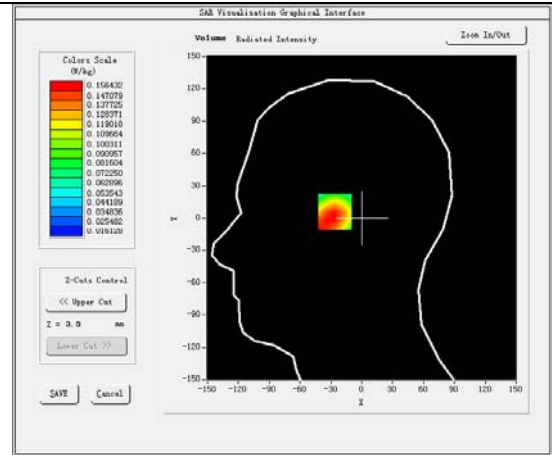 SAR Visualisation Graphical Interface
Volume Radiated Intensity
Zoom In/Out
Colors Scale
(W/kg)
0.156432
0.147079
0.137725
0.128371
0.119018
0.109664
0.100311
0.090957
0.081604
0.072250
0.062896
0.053543
0.044189
0.034836
0.025482
0.016128
Z-Cuts Control
<< Upper Cut
Z = 3.5 mm
Lower Cut >>
SAVE
Cancel
150
120
90
60
30
0
-30
-60
-90
-120
-150
Y
-150 -120 -90 -60 -30 0 30 60 90 120 150
X